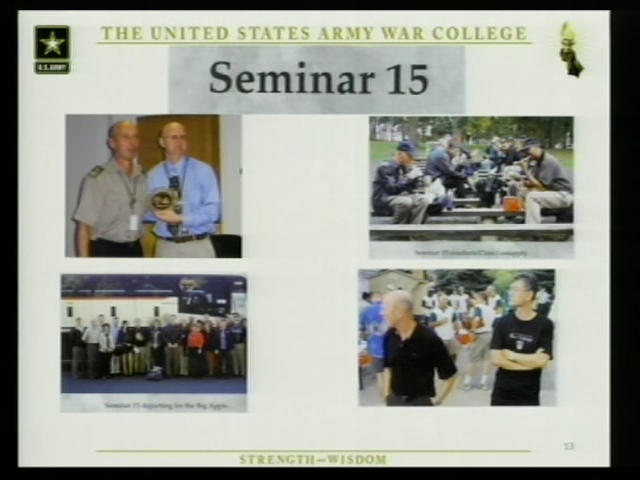 THE UNITED STATES ARMY WAR COLLEGE
U.S. ARMY
Seminar 15
Seminar 15 departing for the Big Apple
STRENGTH and WISDOM
13